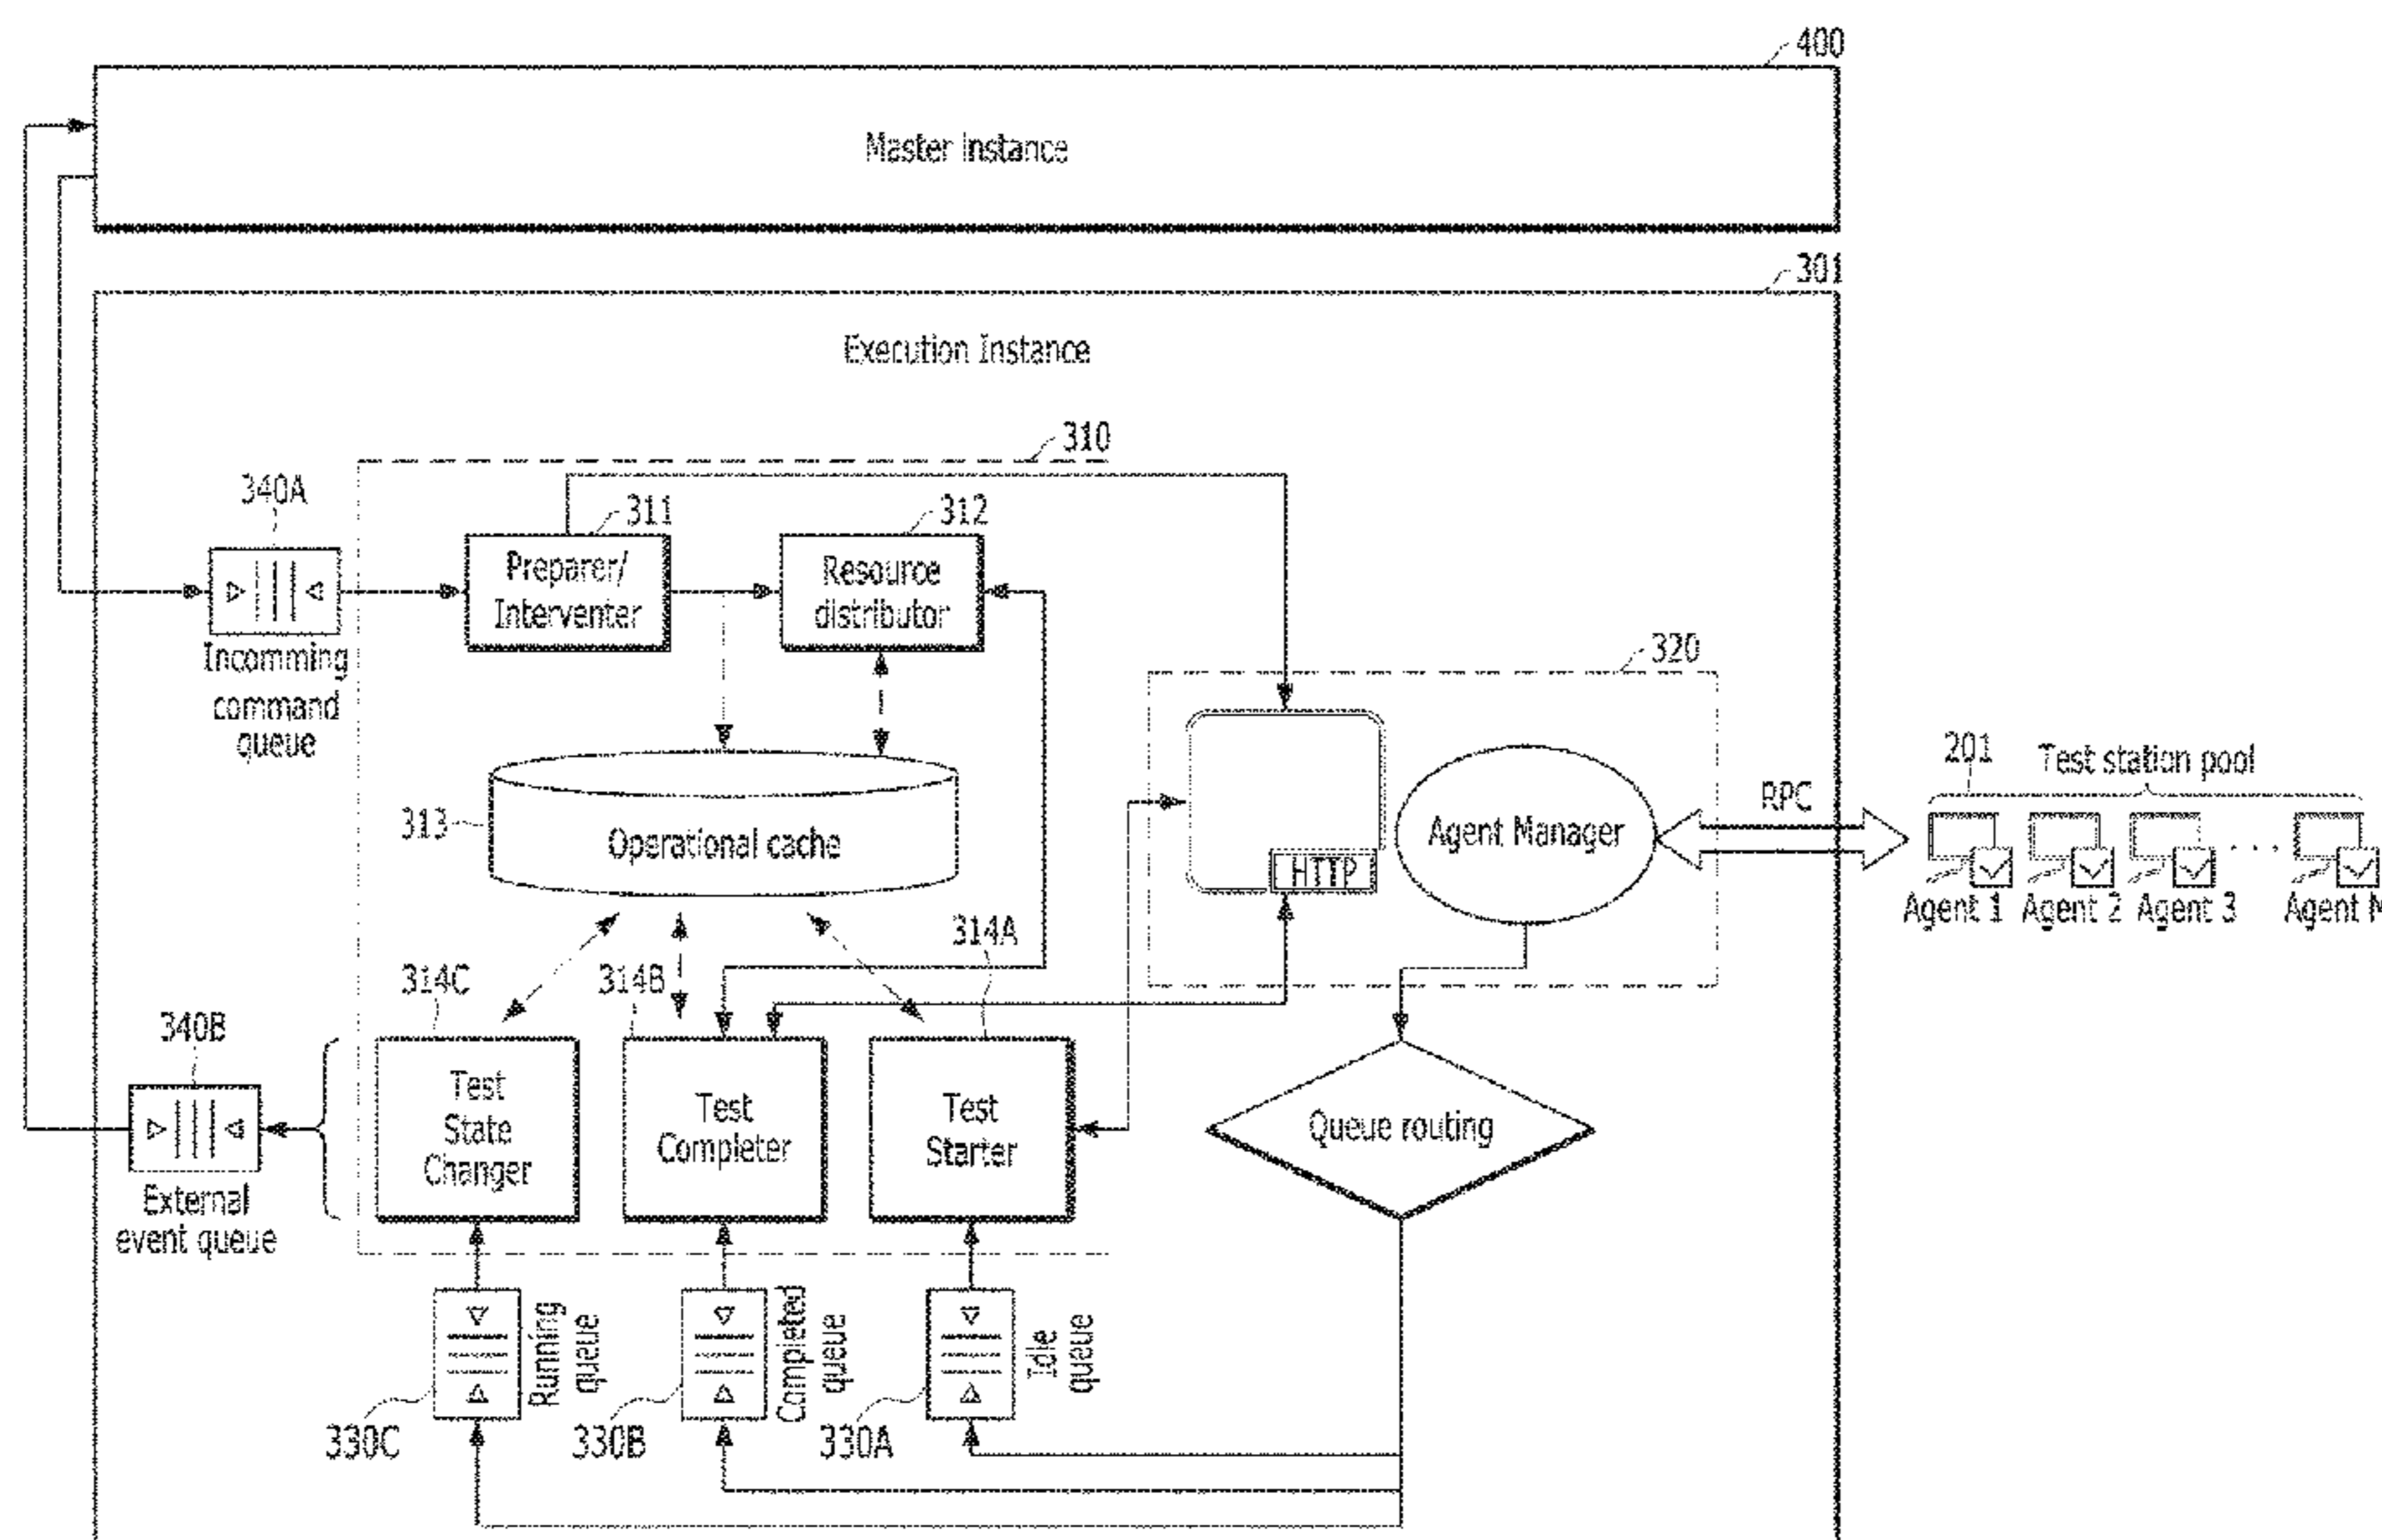 400
Master instance
301
Execution Instance
310
340A
311
312
Preparer/
Interventer
Resource
distributor
Incomming
command
queue
320
201
Test station pool
RPC
313
Operational cache
Agent Manager
HTTP
Agent 1
Agent 2
Agent 3
. . .
Agent
314A
314C
314B
340B
Test
State
Changer
Test
Completer
Test
Starter
Queue routing
External
event queue
Running
queue
Completed
queue
Idle
queue
330C
330B
330A